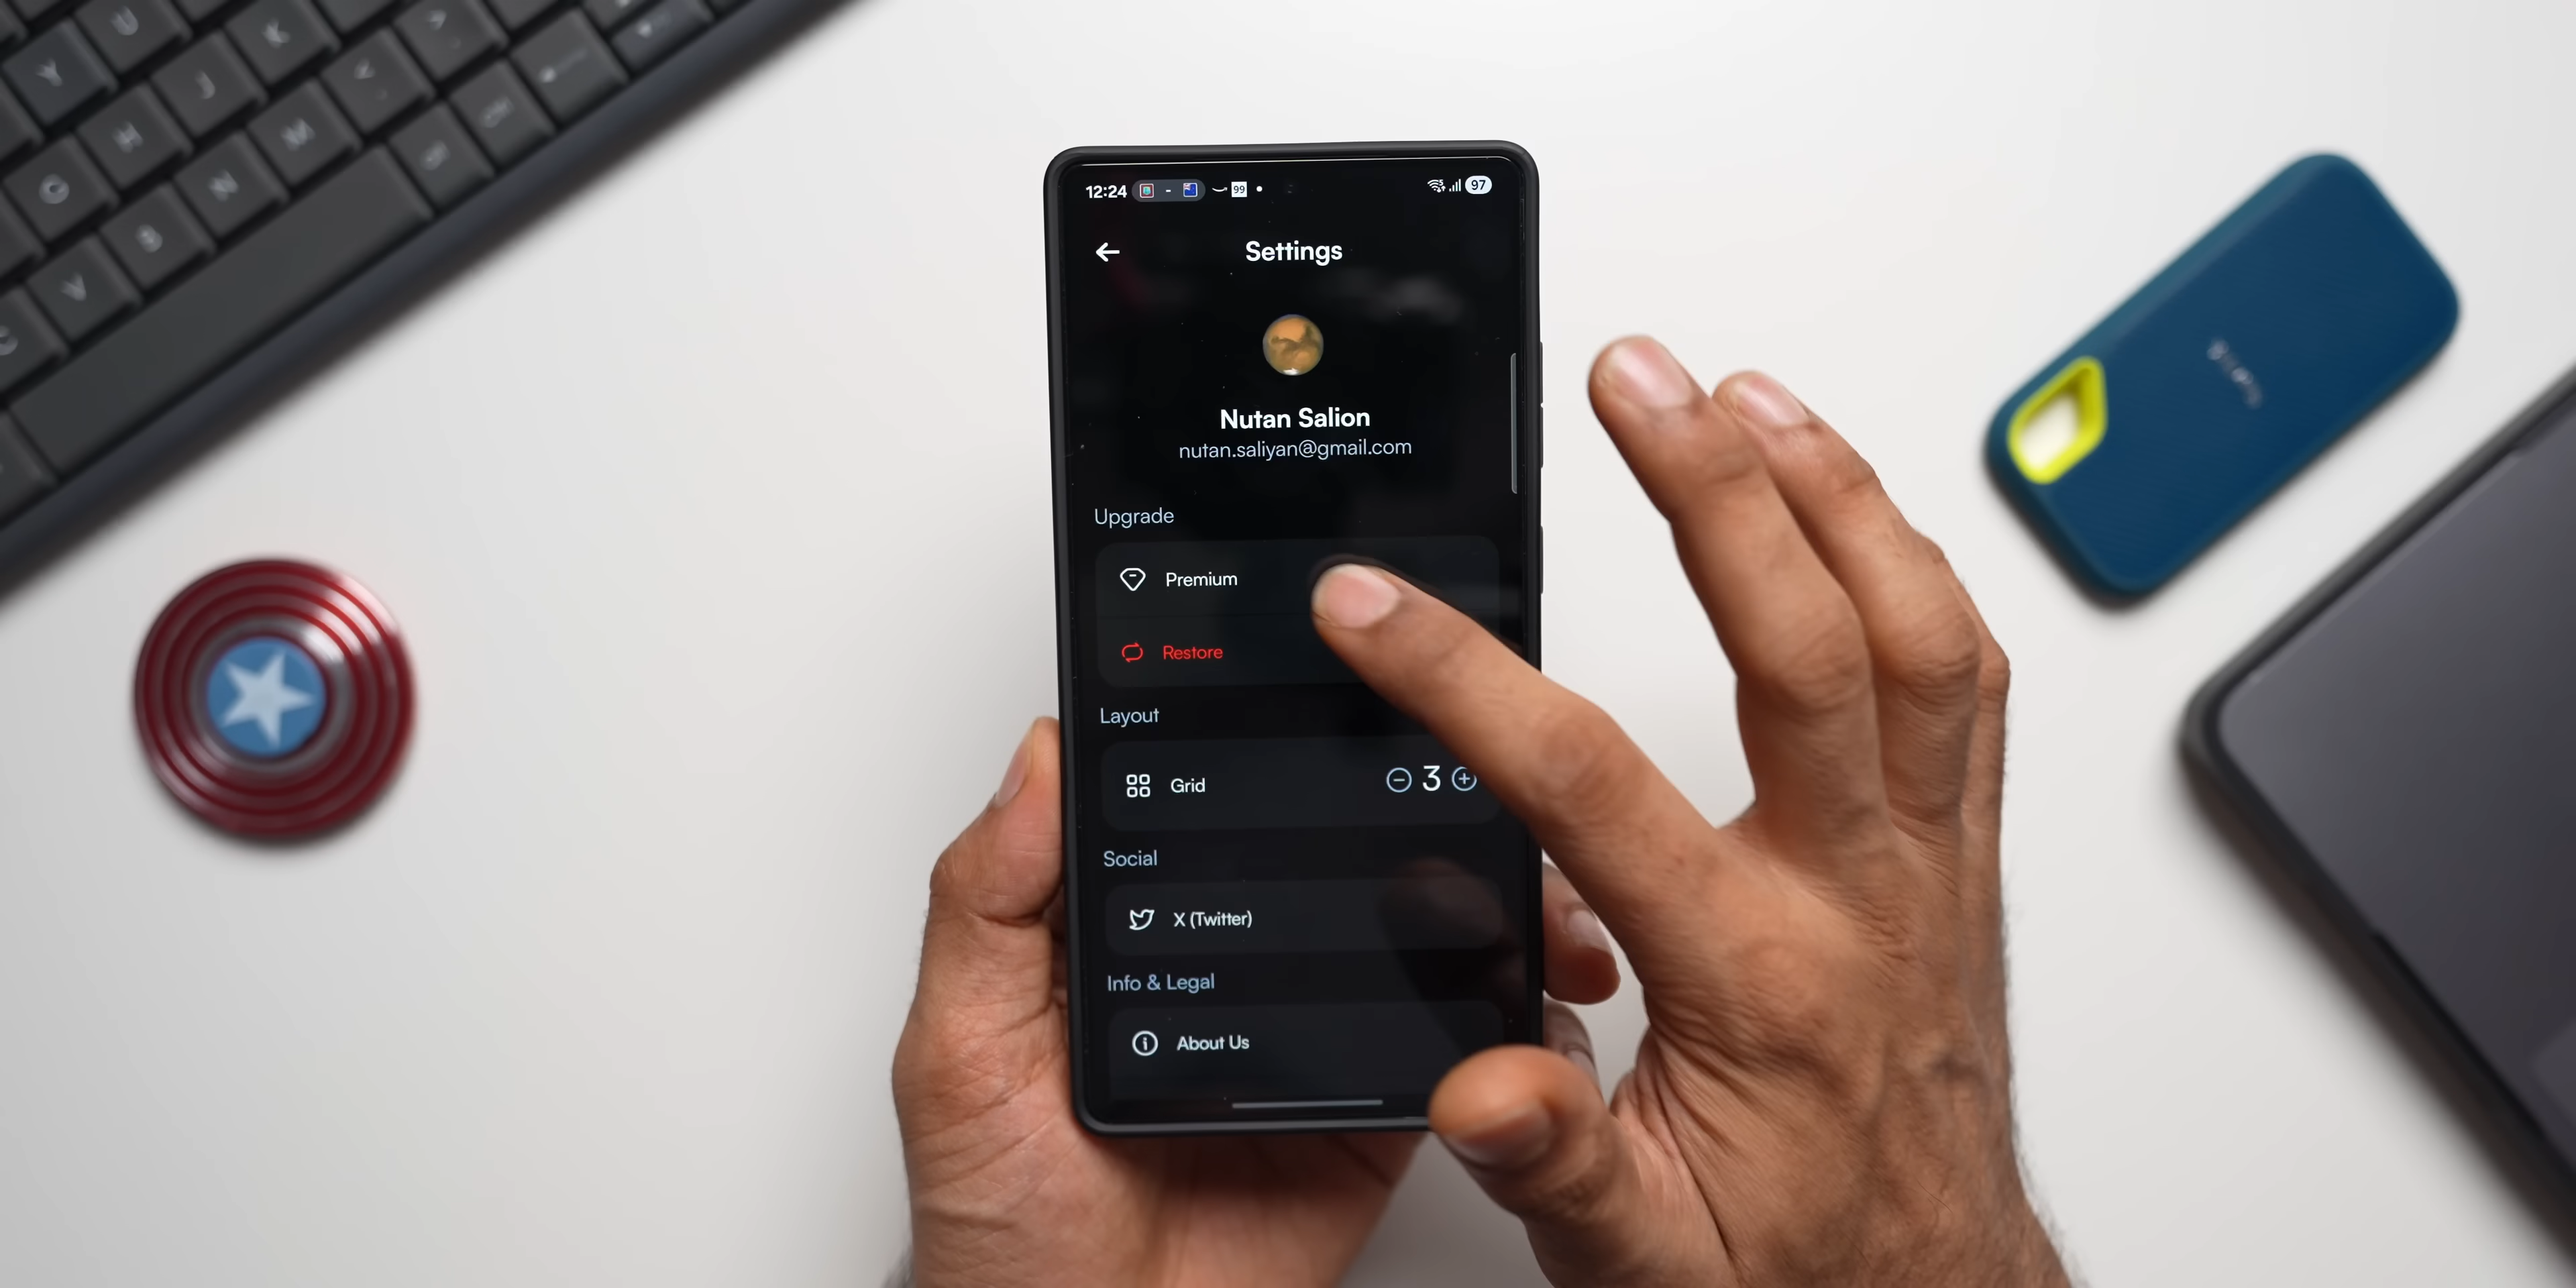 12:24
99
97
Settings
Nutan Salion
nutan.saliyan@gmail.com
Upgrade
Premium
Restore
Layout
Grid
3
Social
X (Twitter)
Info & Legal
About Us